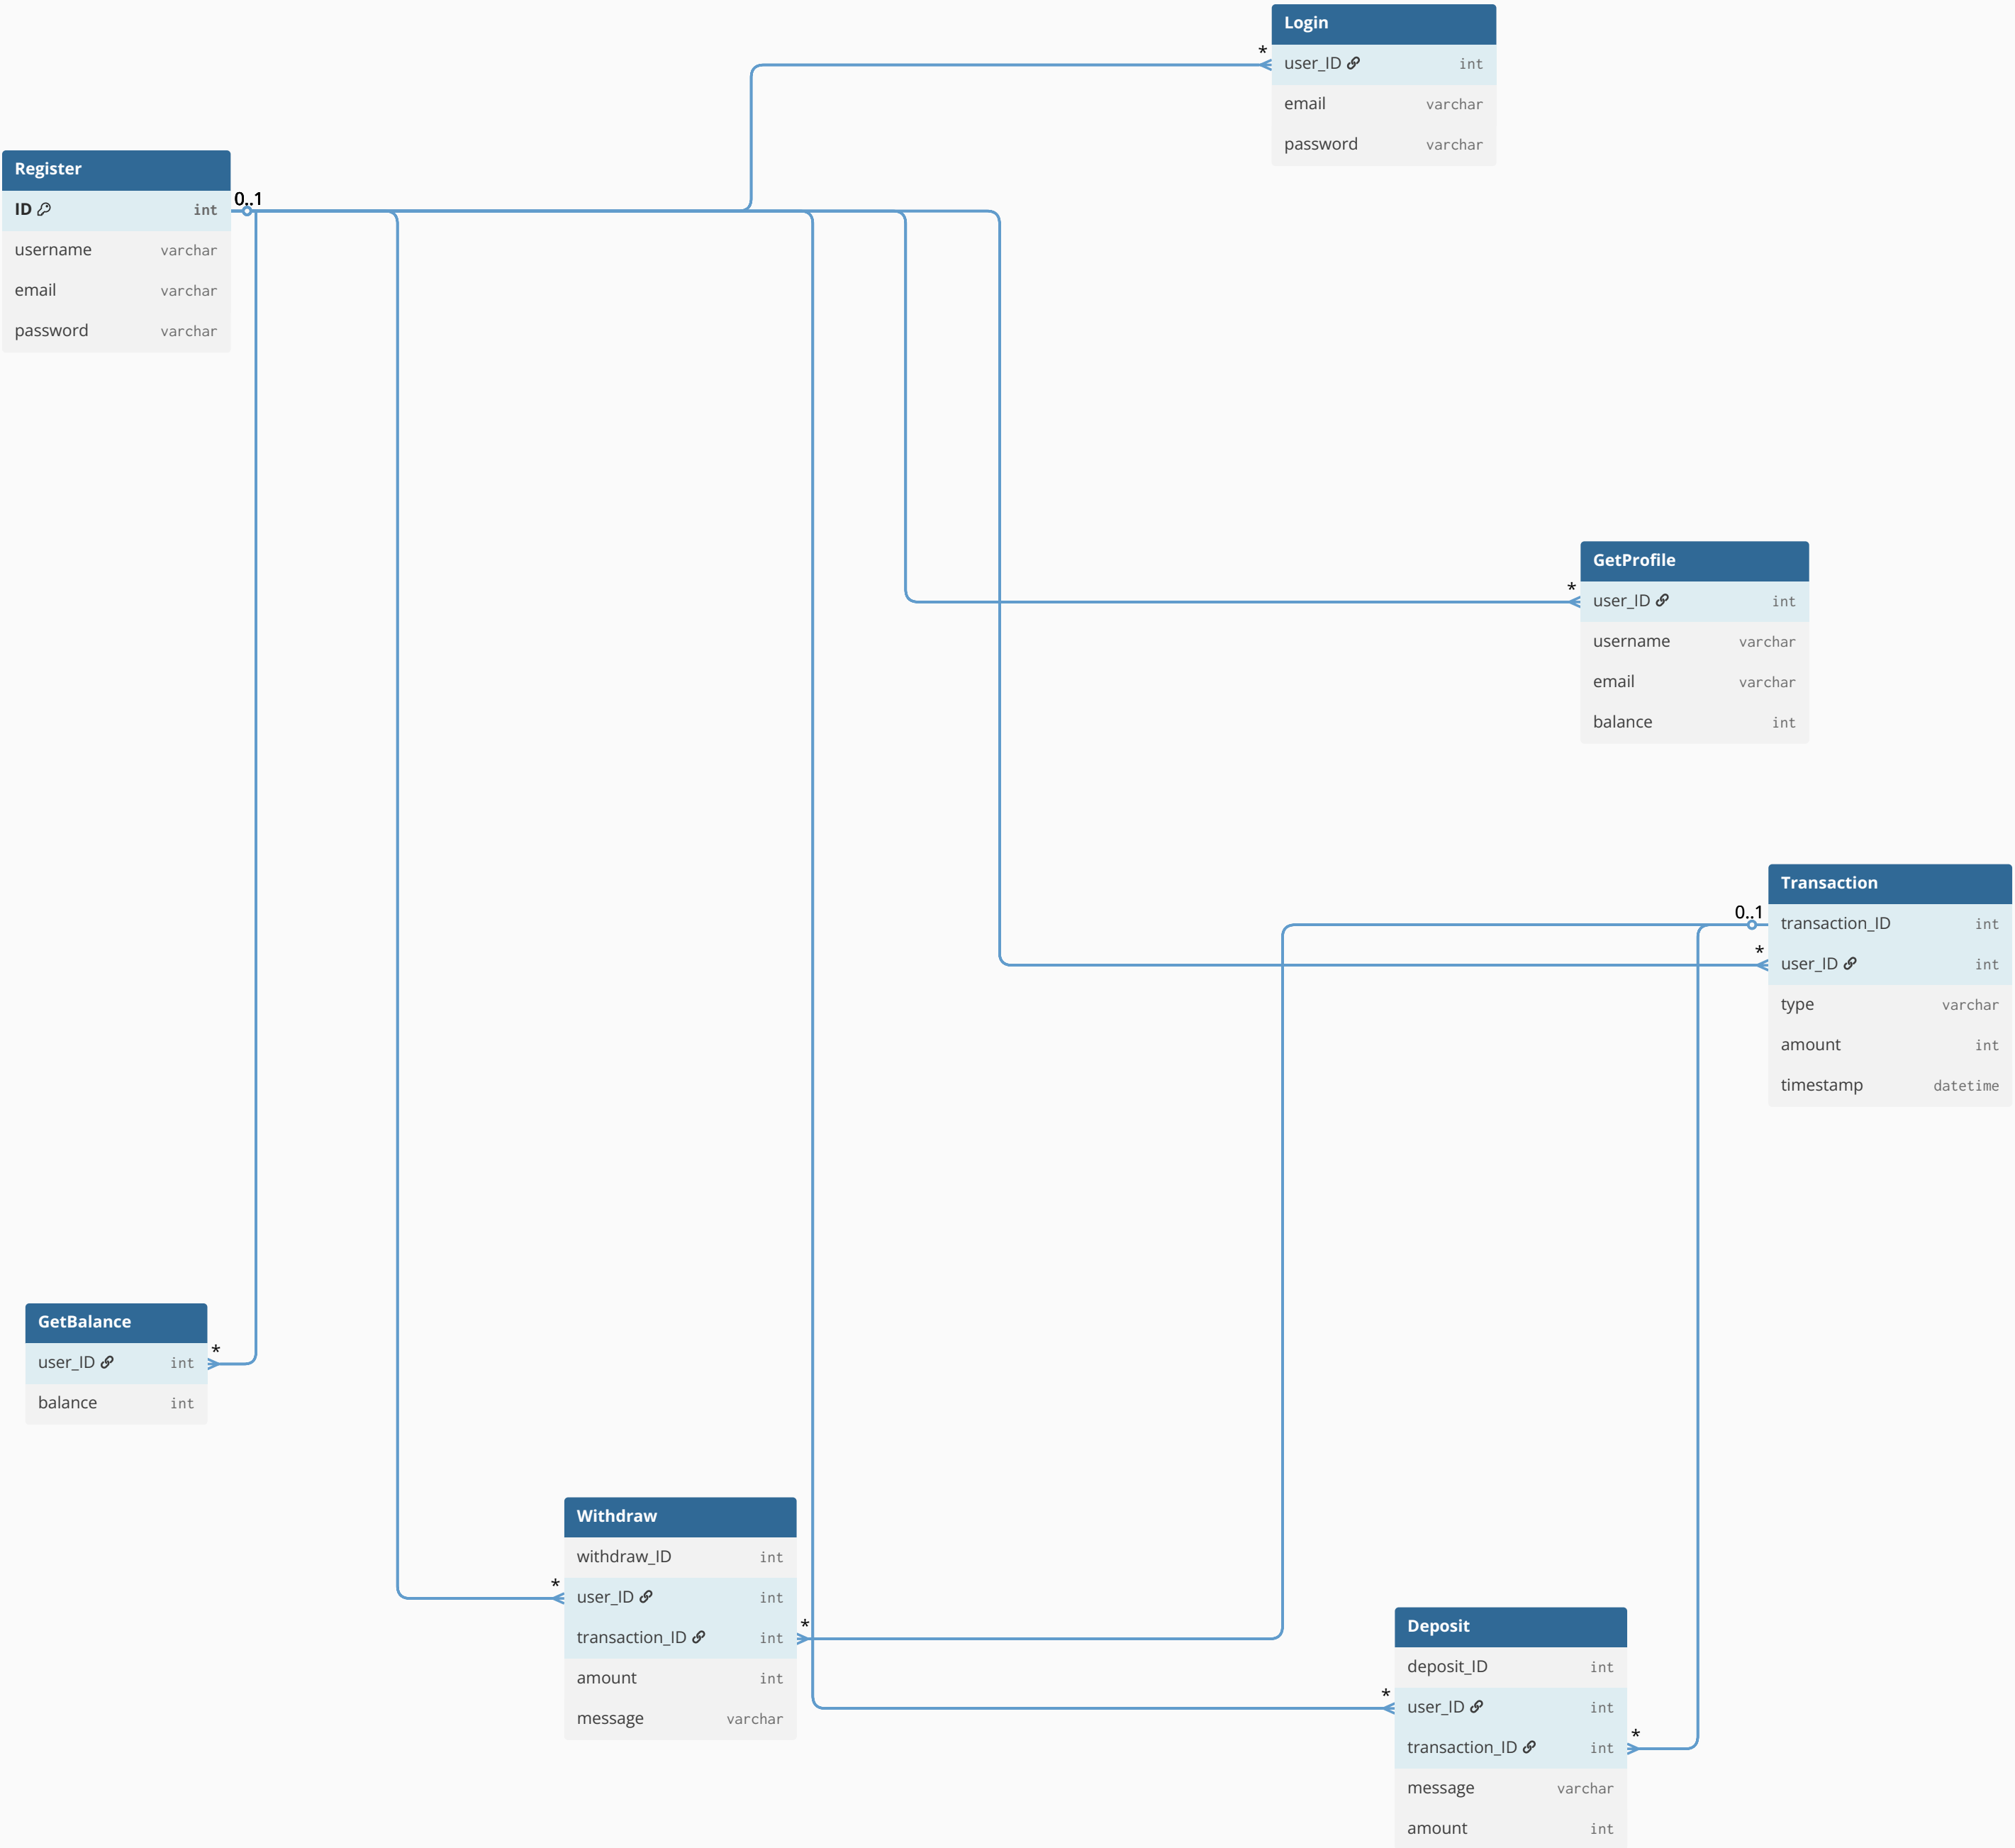 Login
*
user_ID int
email varchar
password varchar
Register
0..1
ID int
username varchar
email varchar
password varchar
GetProfile
*
user_ID int
username varchar
email varchar
balance int
Transaction
0..1
transaction_ID int
*
user_ID int
type varchar
amount int
timestamp datetime
GetBalance
*
user_ID int
balance int
Withdraw
withdraw_ID int
*
user_ID int
*
transaction_ID int
amount int
message varchar
Deposit
deposit_ID int
*
user_ID int
*
transaction_ID int
message varchar
amount int